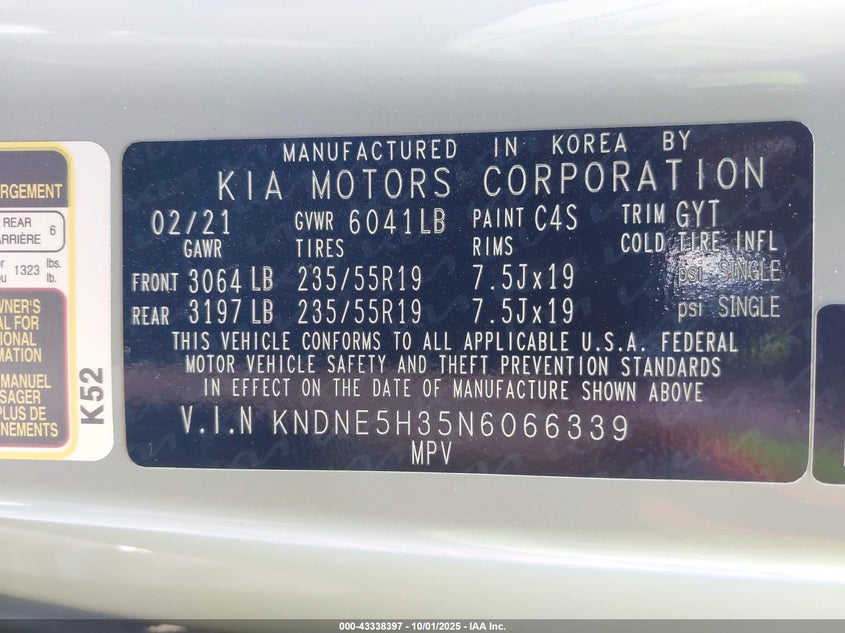 MANUFACTURED IN KOREA BY
KIA MOTORS CORPORATION
02/21 GVWR 6041LB PAINT C4S TRIM GYT
GAWR TIRES RIMS COLD TIRE INFL
FRONT 3064 LB 235/55R19 7.5Jx19 psi SINGLE
REAR 3197 LB 235/55R19 7.5Jx19 psi SINGLE
THIS VEHICLE CONFORMS TO ALL APPLICABLE U.S.A. FEDERAL
MOTOR VEHICLE SAFETY AND THEFT PREVENTION STANDARDS
IN EFFECT ON THE DATE OF MANUFACTURE SHOWN ABOVE
V.I.N KNDNE5H35N6066339
MPV
RGEMENT
REAR
ARRIÈRE 6
or
ou 1323 lbs.
lb.
OWNER'S
AL FOR
IONAL
MATION
MANUEL
SAGER
PLUS DE
NEMENTS
K52
000-43338397 - 10/01/2025 - IAA Inc.